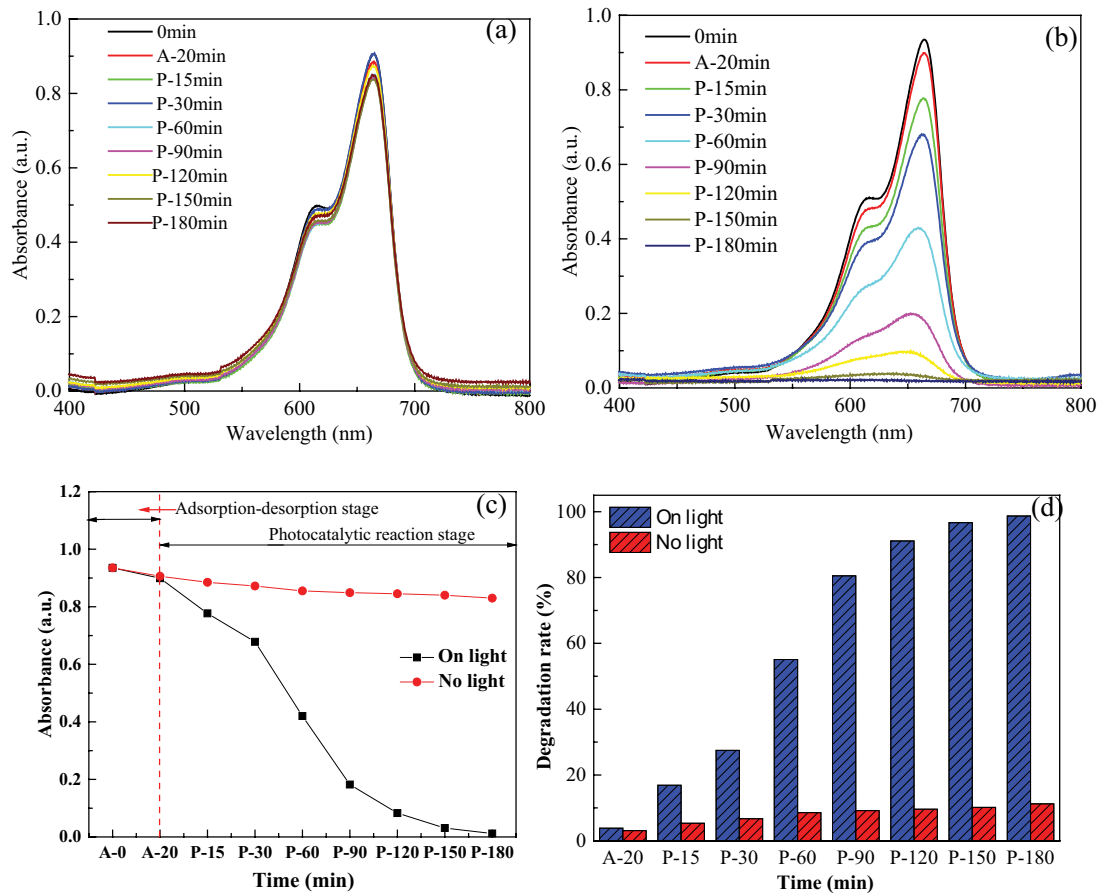 (a)
0min
A-20min
P-15min
P-30min
P-60min
P-90min
P-120min
P-150min
P-180min
Absorbance (a.u.)
1.0
0.8
0.6
0.4
0.2
0.0
400 500 600 700 800
Wavelength (nm)
(b)
0min
A-20min
P-15min
P-30min
P-60min
P-90min
P-120min
P-150min
P-180min
Absorbance (a.u.)
1.0
0.8
0.6
0.4
0.2
0.0
400 500 600 700 800
Wavelength (nm)
(c)
Adsorption-desorption stage
Photocatalytic reaction stage
On light
No light
Absorbance (a.u.)
1.2
1.0
0.8
0.6
0.4
0.2
0.0
A-0 A-20 P-15 P-30 P-60 P-90 P-120 P-150 P-180
Time (min)
(d)
On light
No light
Degradation rate (%)
100
80
60
40
20
0
A-20 P-15 P-30 P-60 P-90 P-120 P-150 P-180
Time (min)